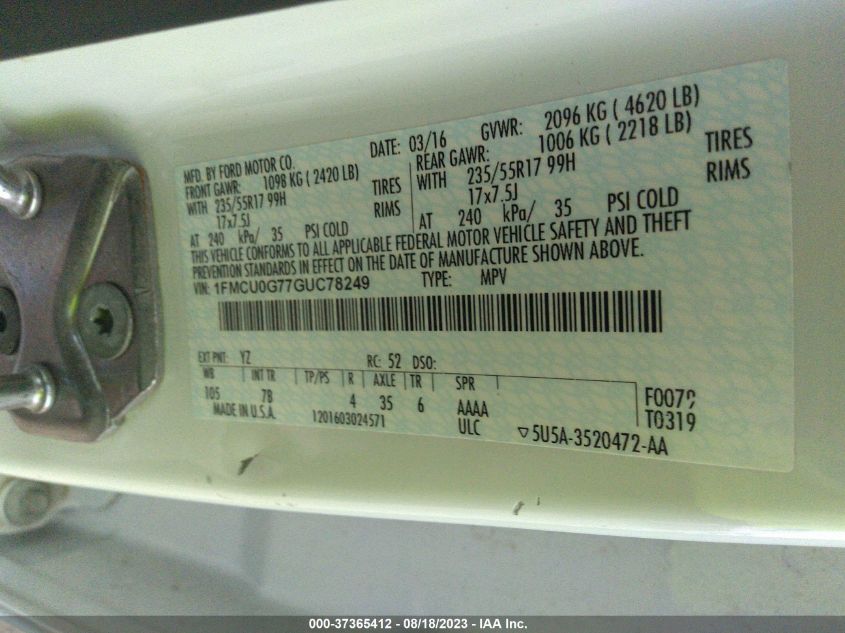 MFD. BY FORD MOTOR CO. DATE: 03/16 GVWR: 2096 KG ( 4620 LB)
FRONT GAWR: 1098 KG ( 2420 LB) REAR GAWR: 1006 KG ( 2218 LB)
WITH 235/55R17 99H TIRES WITH 235/55R17 99H TIRES
17x7.5J RIMS 17x7.5J RIMS
AT 240 kPa/ 35 PSI COLD AT 240 kPa/ 35 PSI COLD
THIS VEHICLE CONFORMS TO ALL APPLICABLE FEDERAL MOTOR VEHICLE SAFETY AND THEFT
PREVENTION STANDARDS IN EFFECT ON THE DATE OF MANUFACTURE SHOWN ABOVE.
VIN: 1FMCU0G77GUC78249 TYPE: MPV
EXT PNT: YZ RC: 52 DSO:
WB INT TR TP/PS R AXLE TR SPR
105 7B 4 35 6 AAAA F0079
MADE IN U.S.A. 1201603024571 ULC T0319
▽5U5A-3520472-AA
000-37365412 - 08/18/2023 - IAA Inc.